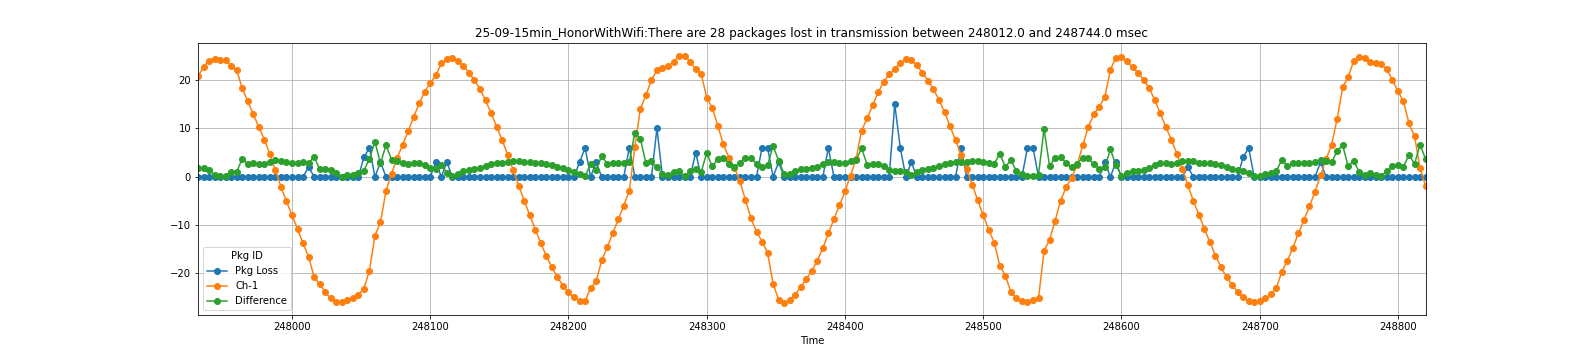 25-09-15min_HonorWithWifi:There are 28 packages lost in transmission between 248012.0 and 248744.0 msec
20
10
0
−10
−20
Pkg ID
Pkg Loss
Ch-1
Difference
248000 248100 248200 248300 248400 248500 248600 248700 248800
Time